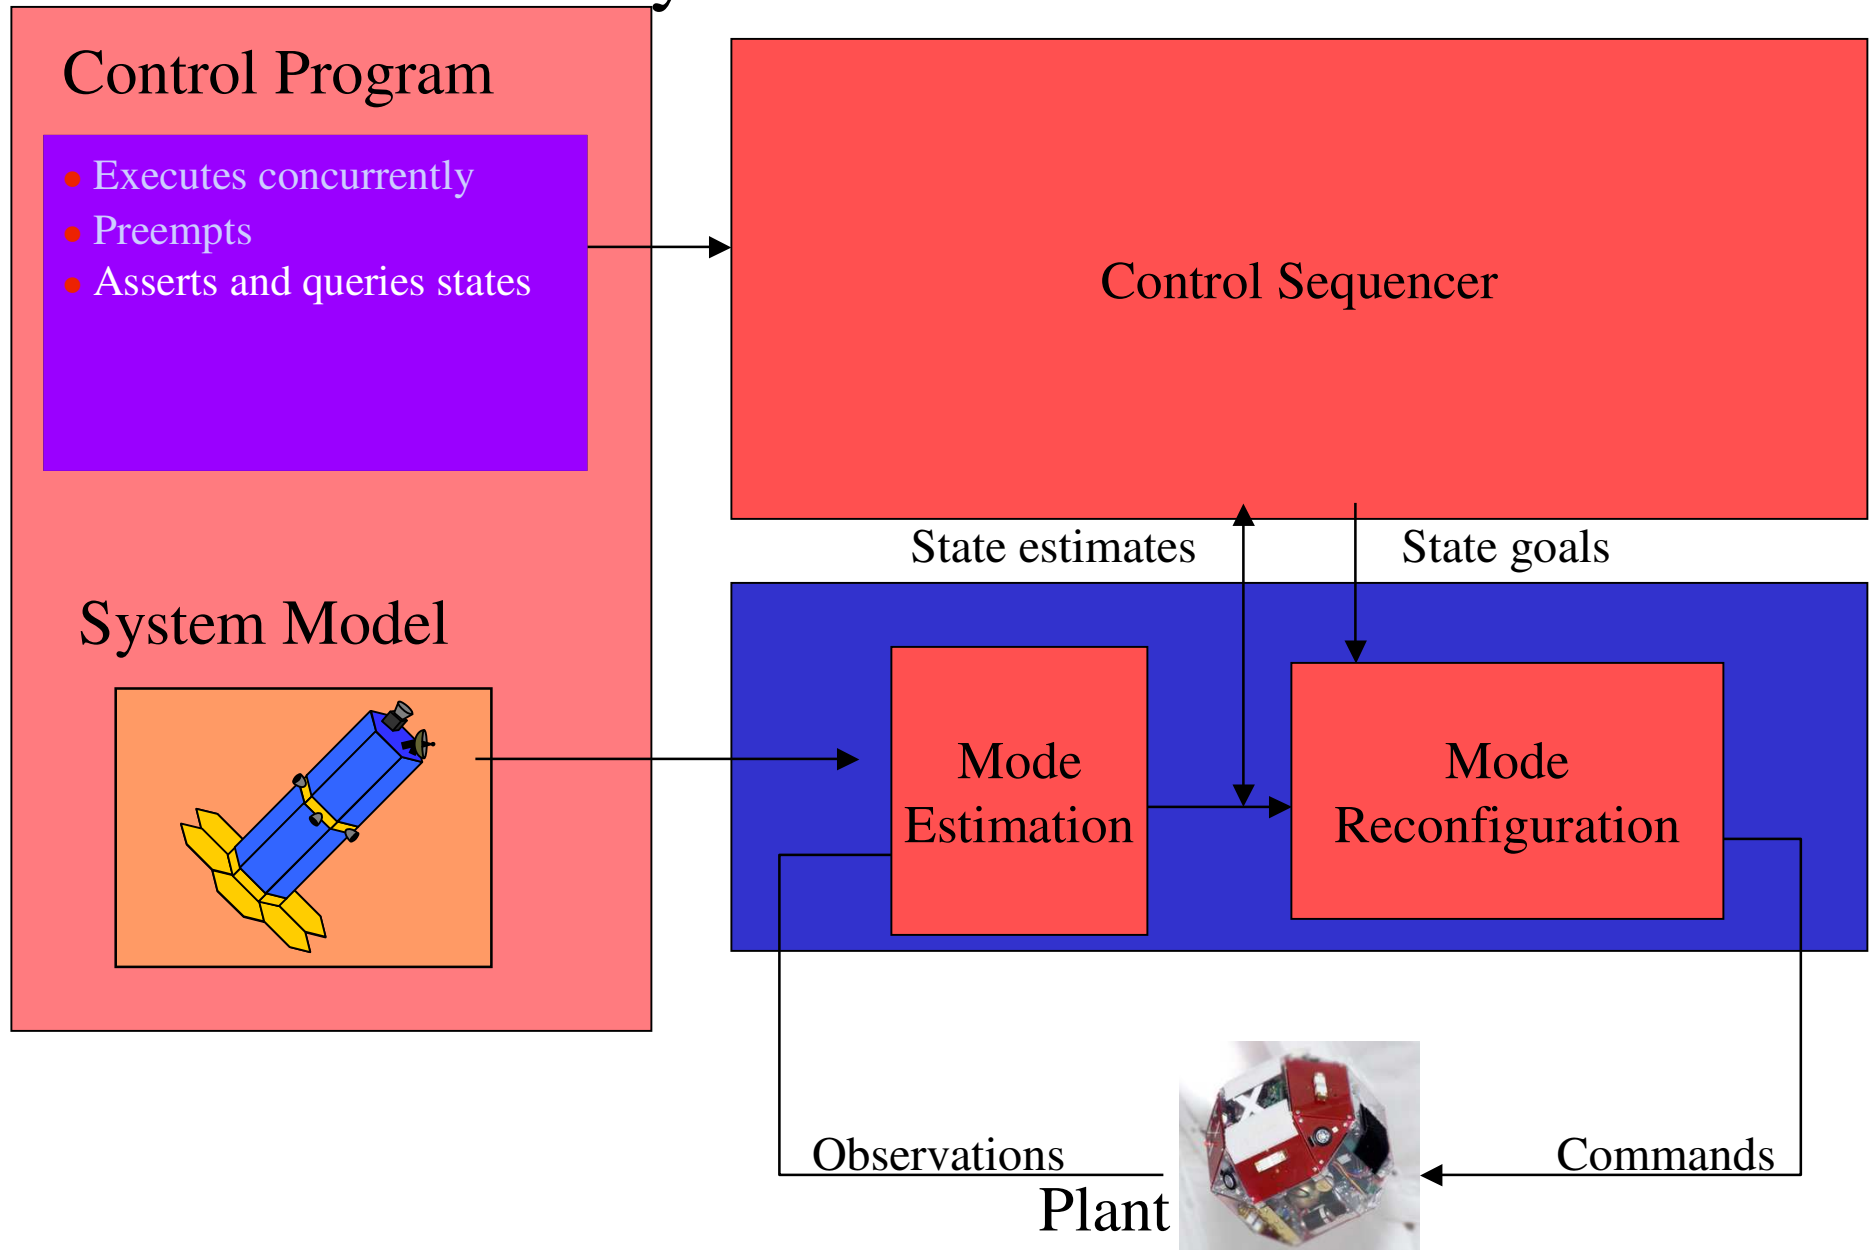 Control Program
Executes concurrently
Preempts
Asserts and queries states
Control Sequencer
State estimates
State goals
System Model
Mode
Estimation
Mode
Reconfiguration
Observations
Commands
Plant